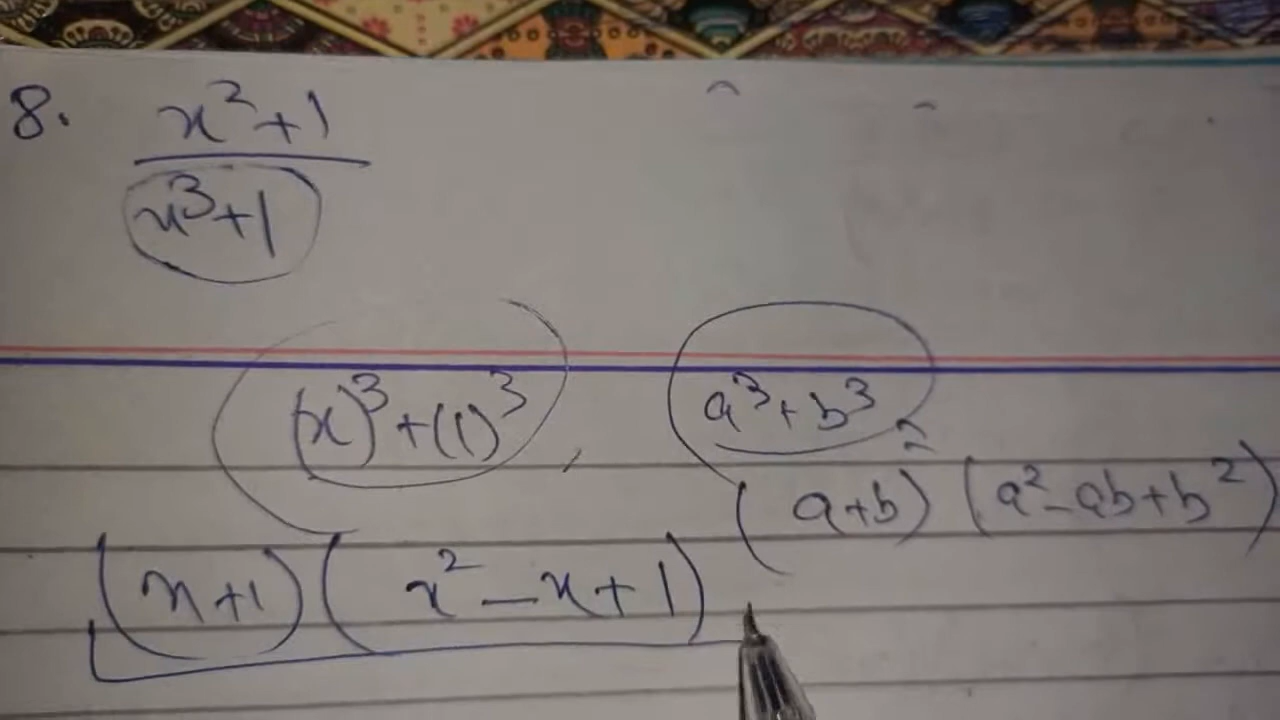 8. x²+1
x³+1
(x)³+(1)³, a³+b³
(a+b) (a²-ab+b²)
(x+1) (x²-x+1)